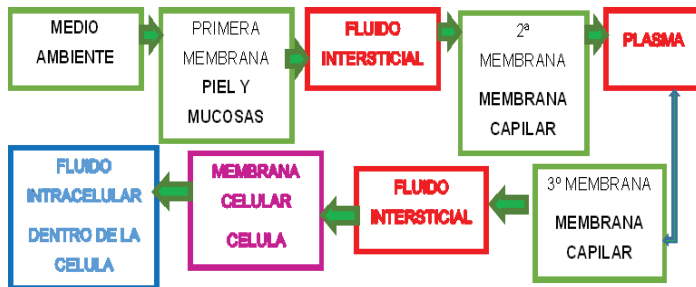 MEDIO
AMBIENTE
PRIMERA
MEMBRANA
PIEL Y
MUCOSAS
FLUIDO
INTERSTICIAL
2ª
MEMBRANA
MEMBRANA
CAPILAR
PLASMA
FLUIDO
INTRACELULAR
DENTRO DE LA
CELULA
MEMBRANA
CELULAR
CELULA
FLUIDO
INTERSTICIAL
3º MEMBRANA
MEMBRANA
CAPILAR